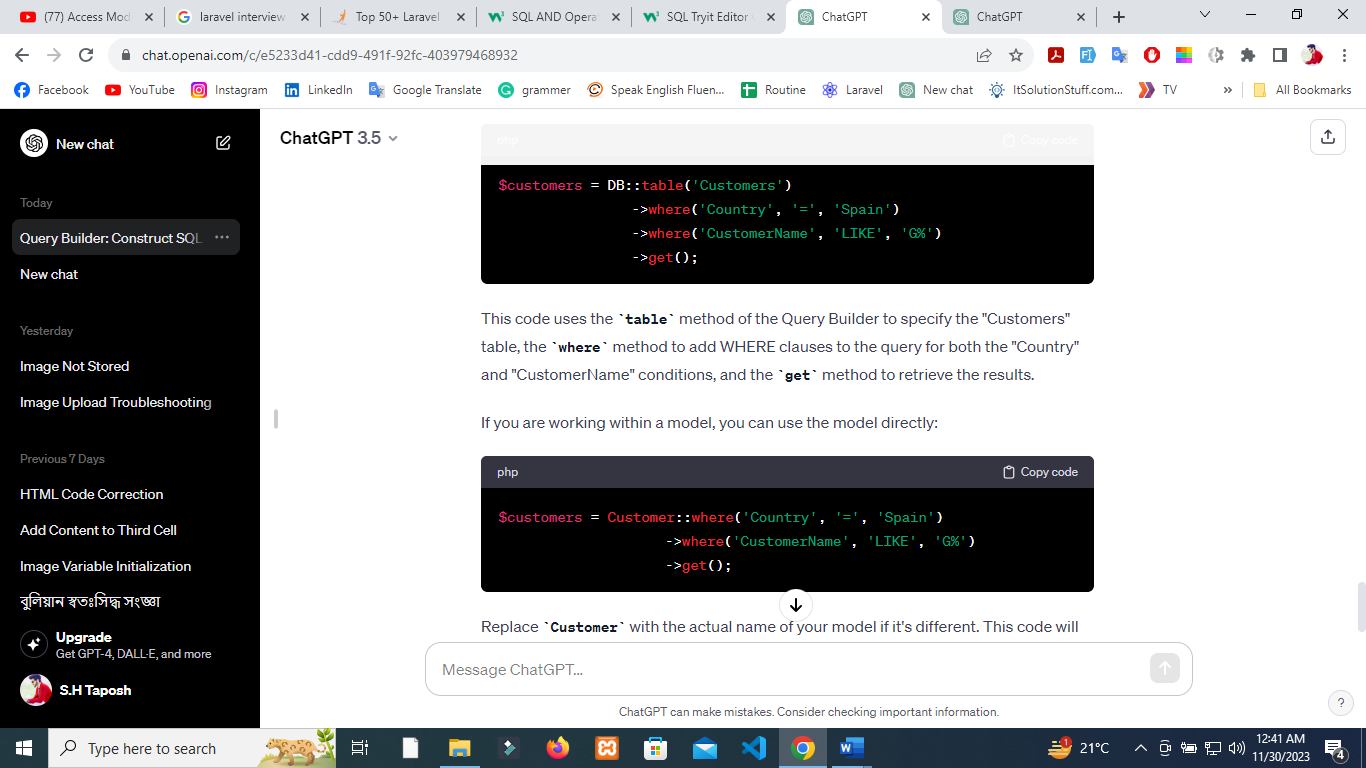 (77) Access Mod
laravel interview
Top 50+ Laravel
SQL AND Opera
SQL Tryit Editor
ChatGPT
ChatGPT
chat.openai.com/c/e5233d41-cdd9-491f-92fc-403979468932
Facebook YouTube Instagram LinkedIn Google Translate grammer Speak English Fluen... Routine Laravel New chat ItSolutionStuff.com... TV » All Bookmarks
New chat
Today
Query Builder: Construct SQL ...
New chat
Yesterday
Image Not Stored
Image Upload Troubleshooting
Previous 7 Days
HTML Code Correction
Add Content to Third Cell
Image Variable Initialization
বুলিয়ান স্বতঃসিদ্ধ সংজ্ঞা
Upgrade
Get GPT-4, DALL·E, and more
S.H Taposh
ChatGPT 3.5
php Copy code
$customers = DB::table('Customers')
->where('Country', '=', 'Spain')
->where('CustomerName', 'LIKE', 'G%')
->get();
This code uses the `table` method of the Query Builder to specify the "Customers"
table, the `where` method to add WHERE clauses to the query for both the "Country"
and "CustomerName" conditions, and the `get` method to retrieve the results.
If you are working within a model, you can use the model directly:
php Copy code
$customers = Customer::where('Country', '=', 'Spain')
->where('CustomerName', 'LIKE', 'G%')
->get();
Replace `Customer` with the actual name of your model if it's different. This code will
Message ChatGPT...
ChatGPT can make mistakes. Consider checking important information.
?
Type here to search
1
21°C
12:41 AM
11/30/2023
4